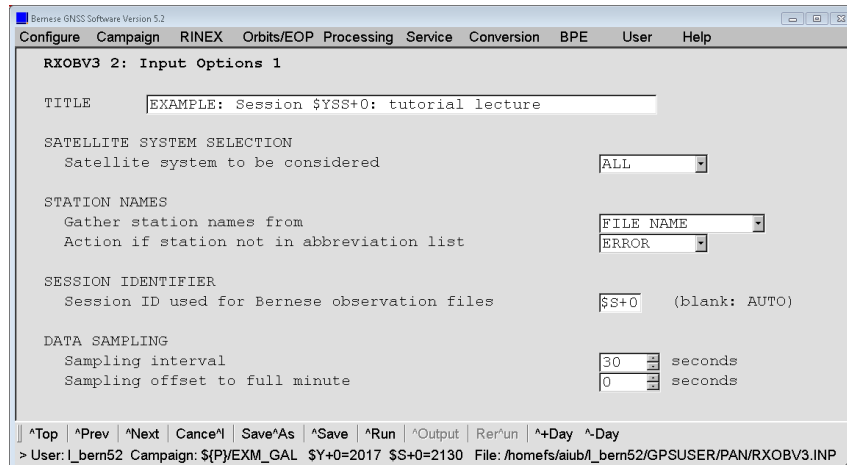 Bernese GNSS Software Version 5.2
Configure Campaign RINEX Orbits/EOP Processing Service Conversion BPE User Help
RXOBV3 2: Input Options 1
TITLE EXAMPLE: Session $YSS+0: tutorial lecture
SATELLITE SYSTEM SELECTION
Satellite system to be considered ALL
STATION NAMES
Gather station names from FILE NAME
Action if station not in abbreviation list ERROR
SESSION IDENTIFIER
Session ID used for Bernese observation files $S+0 (blank: AUTO)
DATA SAMPLING
Sampling interval 30 seconds
Sampling offset to full minute 0 seconds
^Top | ^Prev | ^Next | Cance^l | Save^As | ^Save | ^Run | ^Output | Rer^un | ^+Day ^-Day
> User: l_bern52 Campaign: ${P}/EXM_GAL $Y+0=2017 $S+0=2130 File: /homefs/aiub/l_bern52/GPSUSER/PAN/RXOBV3.INP